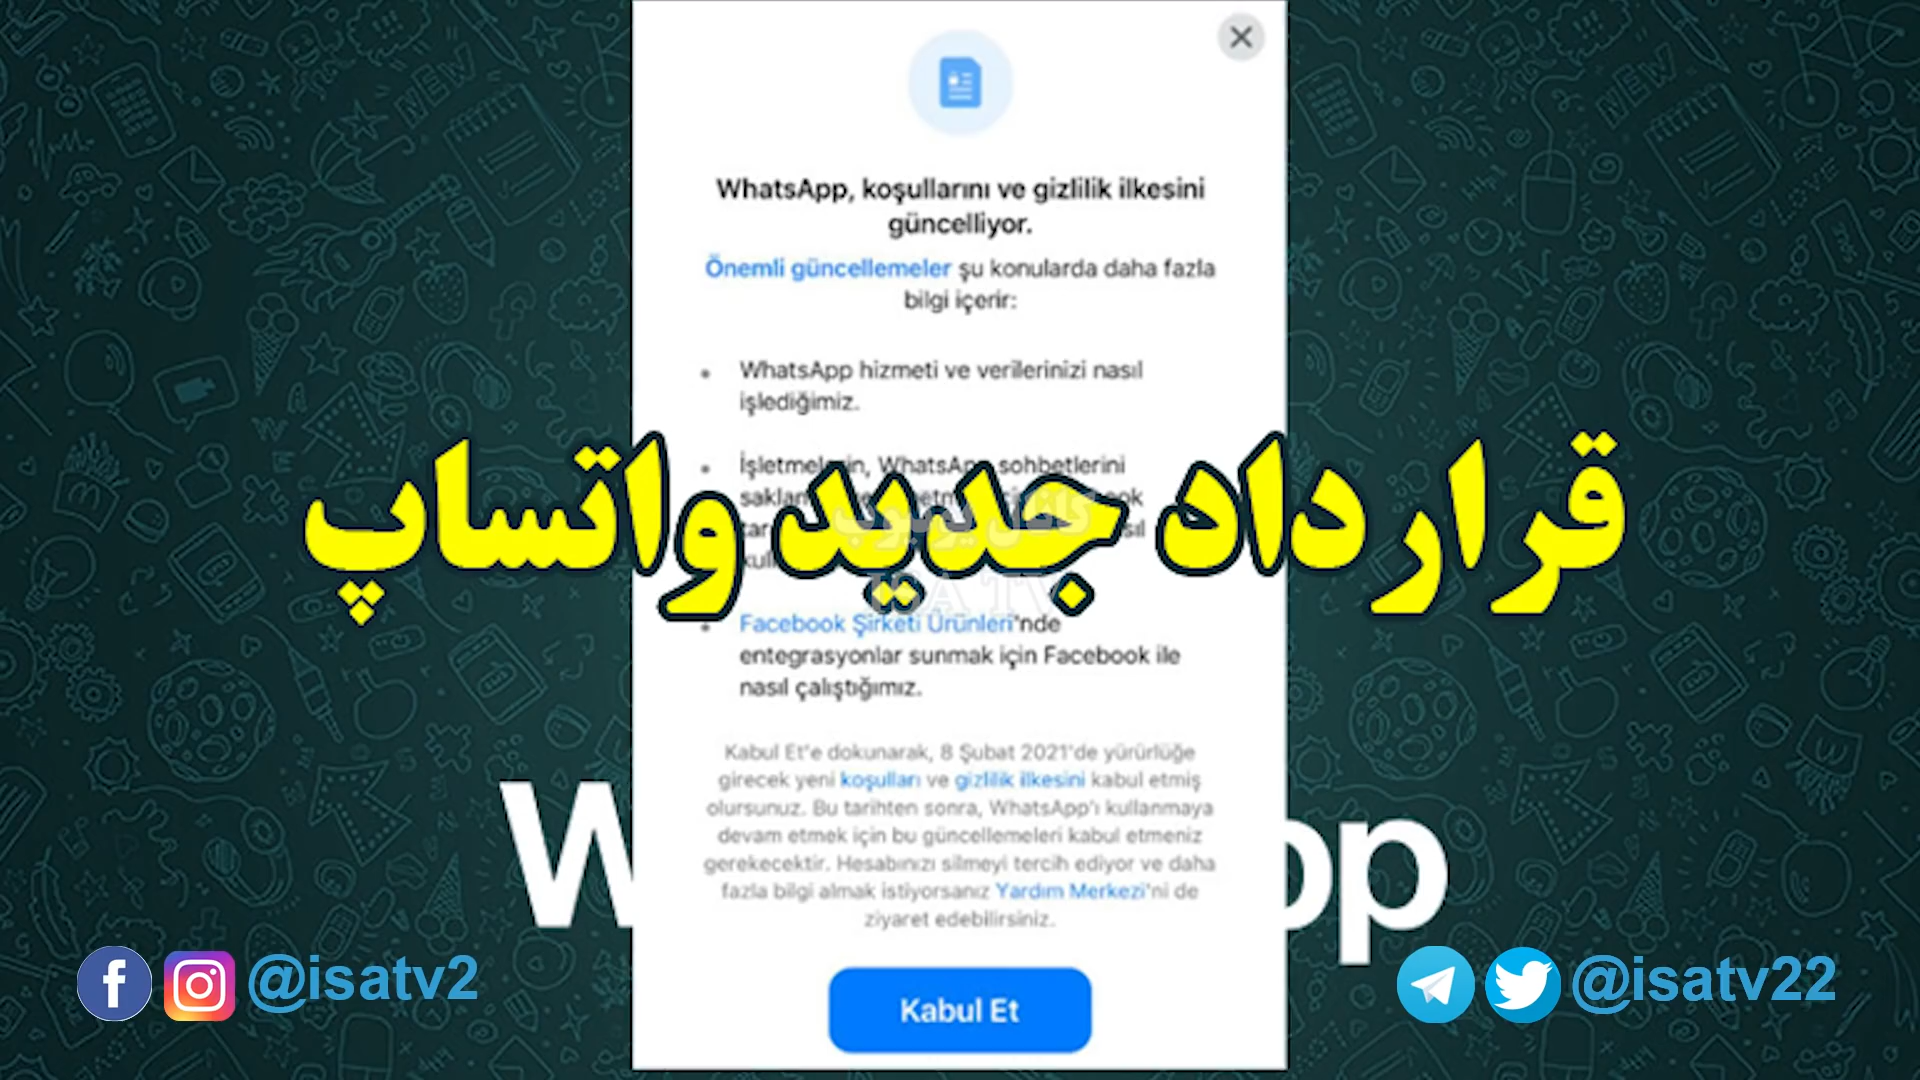 WhatsApp, koşullarını ve gizlilik ilkesini
güncelliyor.
Önemli güncellemeler şu konularda daha fazla
bilgi içerir:
WhatsApp hizmeti ve verilerinizi nasıl
işlediğimiz.
İşletmelerin, WhatsApp sohbetlerini
قرارداد جدید واتساپ
Facebook Şirketi Ürünleri'nde
entegrasyonlar sunmak için Facebook ile
nasıl çalıştığımız.
Kabul Et'e dokunarak, 8 Şubat 2021'de yürürlüğe
girecek yeni koşulları ve gizlilik ilkesini kabul etmiş
olursunuz. Bu tarihten sonra, WhatsApp'ı kullanmaya
devam etmek için bu güncellemeleri kabul etmeniz
gerekecektir. Hesabınızı silmeyi tercih ediyor ve daha
fazla bilgi almak istiyorsanız Yardım Merkezi'ni de
ziyaret edebilirsiniz.
Kabul Et
@isatv2
@isatv22